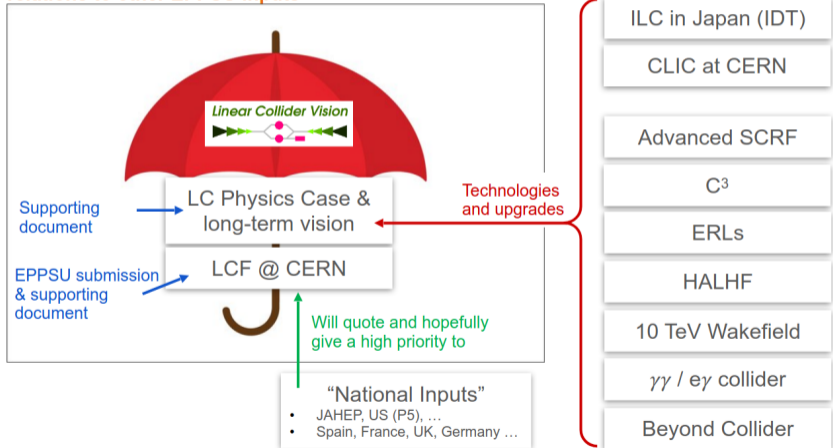 Linear Collider Vision
LC Physics Case &
long-term vision
LCF @ CERN
Supporting
document
EPPSU submission
& supporting
document
Will quote and hopefully
give a high priority to
“National Inputs”
• JAHEP, US (P5), …
• Spain, France, UK, Germany …
Technologies
and upgrades
ILC in Japan (IDT)
CLIC at CERN
Advanced SCRF
C³
ERLs
HALHF
10 TeV Wakefield
γγ / eγ collider
Beyond Collider